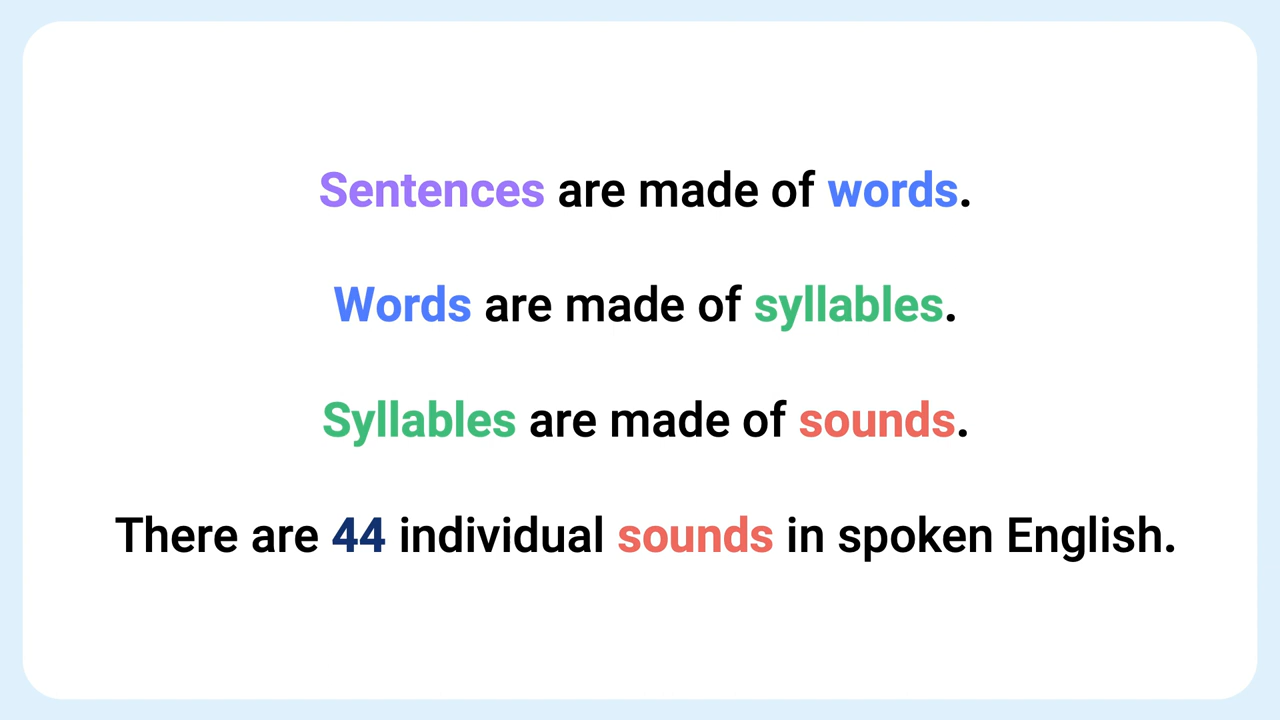 Sentences are made of words.
Words are made of syllables.
Syllables are made of sounds.
There are 44 individual sounds in spoken English.